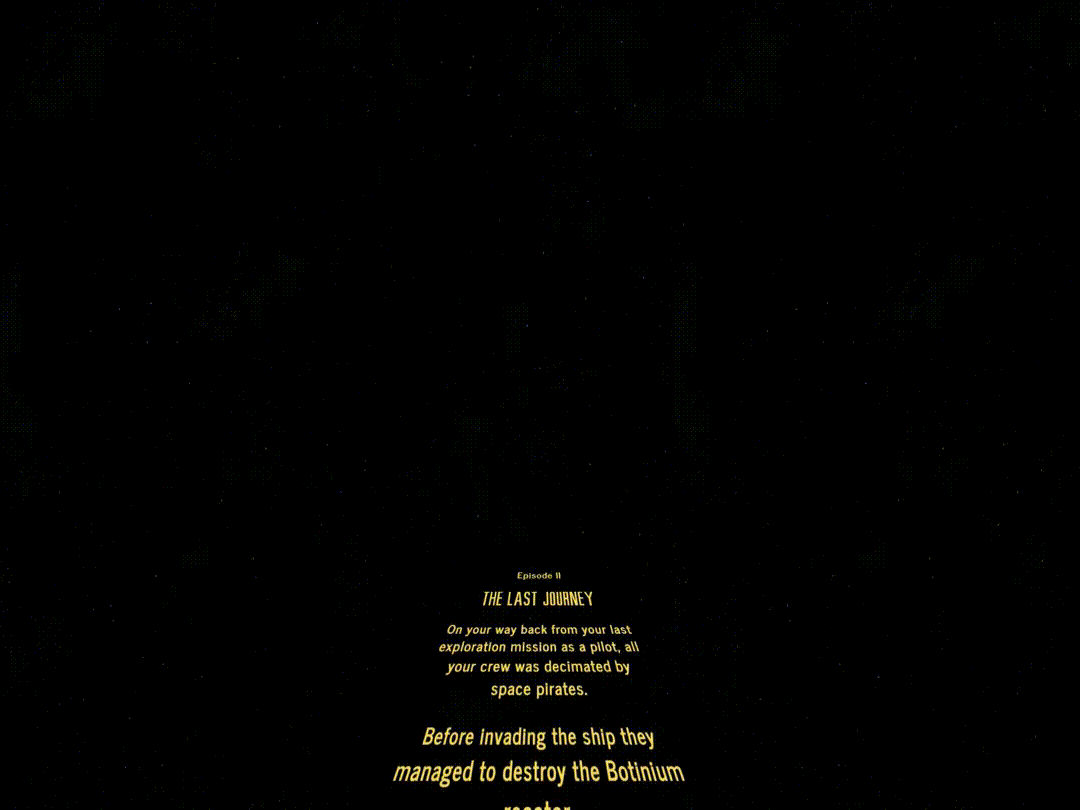 Episode II
THE LAST JOURNEY
On your way back from your last
exploration mission as a pilot, all
your crew was decimated by
space pirates.
Before invading the ship they
managed to destroy the Botinium